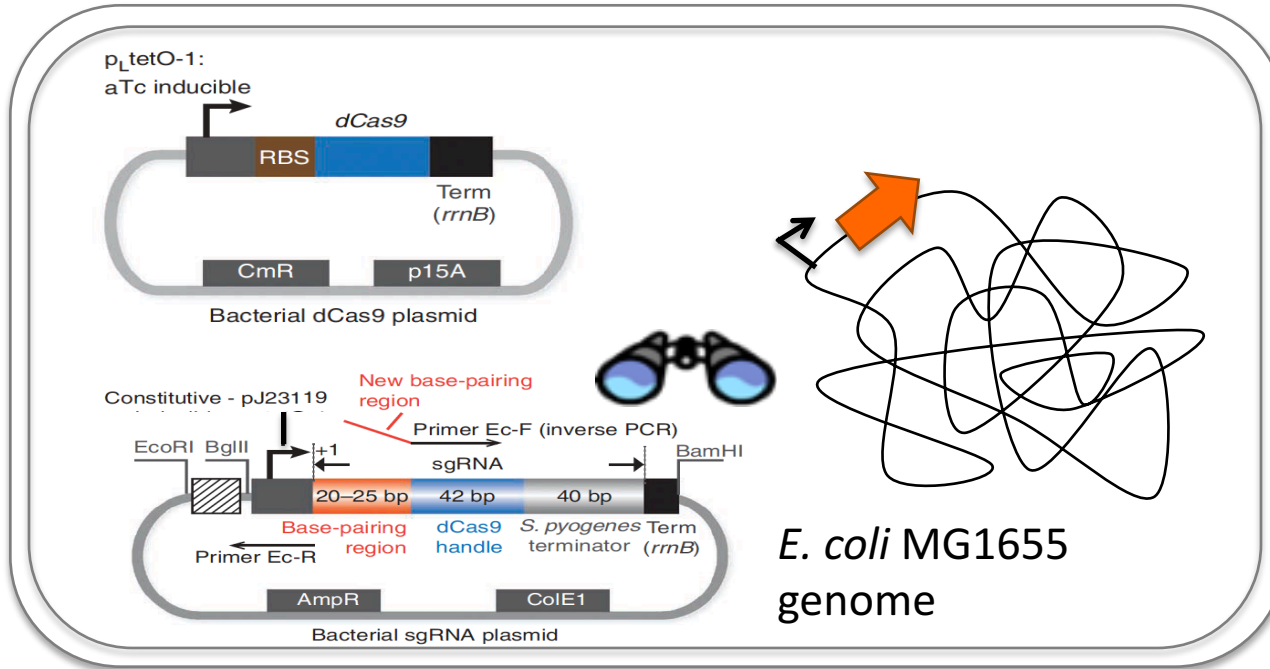 pLtetO-1:
aTc inducible
dCas9
RBS
Term
(rrnB)
CmR
p15A
Bacterial dCas9 plasmid
New base-pairing
region
Constitutive - pJ23119
Primer Ec-F (inverse PCR)
EcoRI
BglII
+1
sgRNA
BamHI
20–25 bp
42 bp
40 bp
Base-pairing
region
dCas9
handle
S. pyogenes
terminator
Term
(rrnB)
Primer Ec-R
AmpR
ColE1
Bacterial sgRNA plasmid
E. coli MG1655
genome